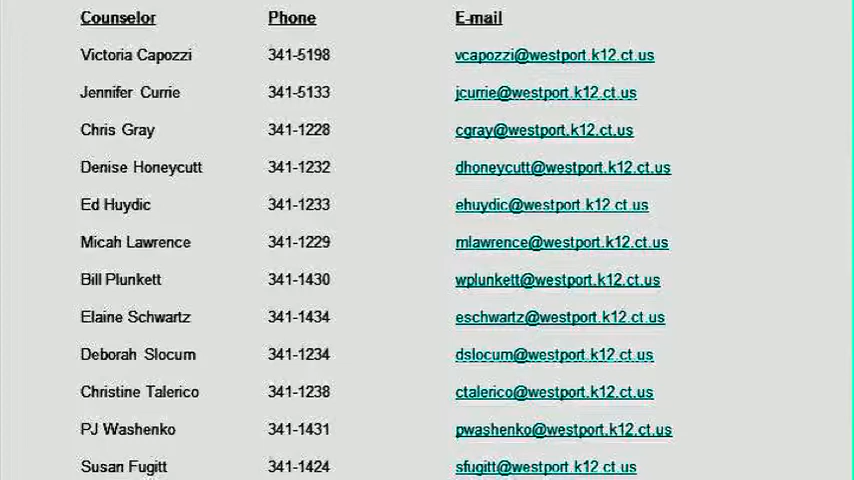 Counselor Phone E-mail
Victoria Capozzi 341-5198 vcapozzi@westport.k12.ct.us
Jennifer Currie 341-5133 jcurrie@westport.k12.ct.us
Chris Gray 341-1228 cgray@westport.k12.ct.us
Denise Honeycutt 341-1232 dhoneycutt@westport.k12.ct.us
Ed Huydic 341-1233 ehuydic@westport.k12.ct.us
Micah Lawrence 341-1229 mlawrence@westport.k12.ct.us
Bill Plunkett 341-1430 wplunkett@westport.k12.ct.us
Elaine Schwartz 341-1434 eschwartz@westport.k12.ct.us
Deborah Slocum 341-1234 dslocum@westport.k12.ct.us
Christine Talerico 341-1238 ctalerico@westport.k12.ct.us
PJ Washenko 341-1431 pwashenko@westport.k12.ct.us
Susan Fugitt 341-1424 sfugitt@westport.k12.ct.us